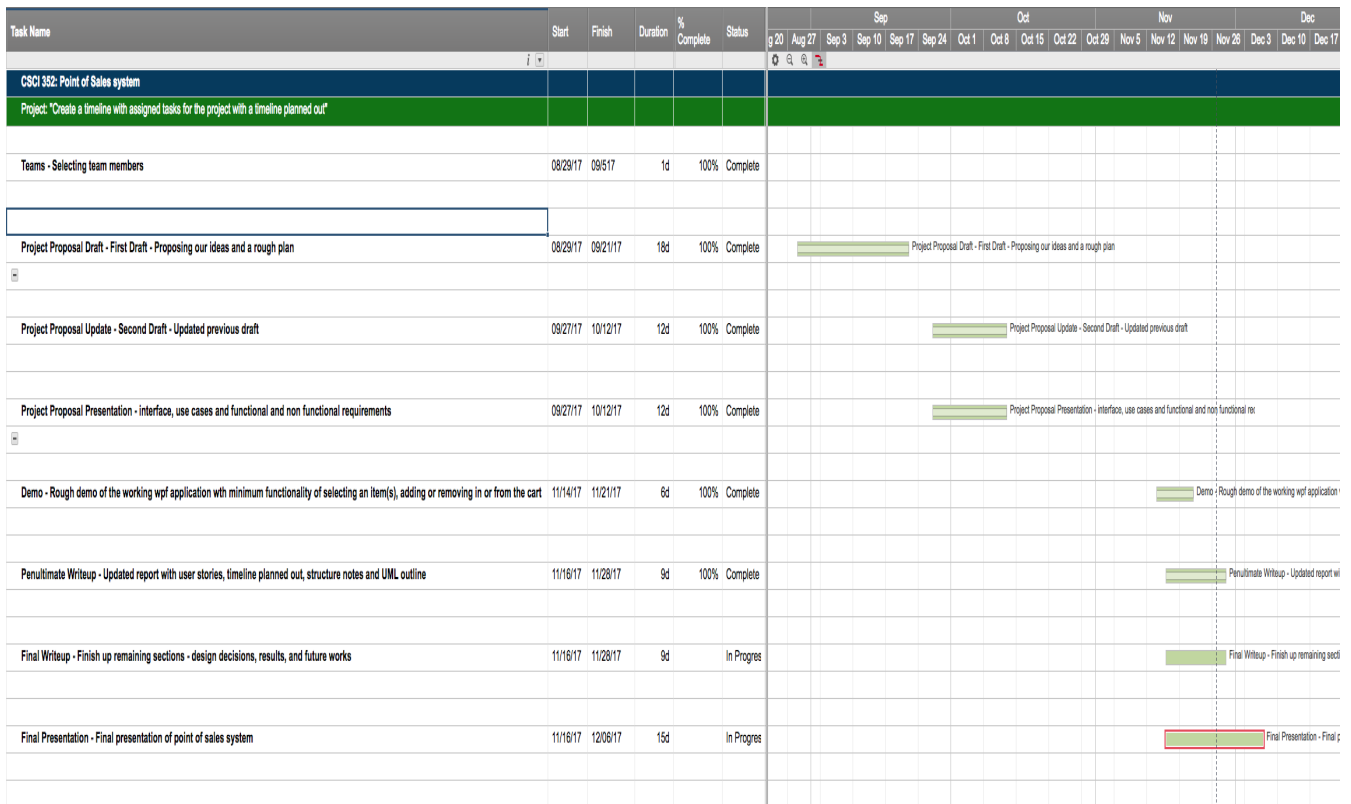 Task Name Start Finish Duration % Complete Status
Sep Oct Nov Dec
g 20 Aug 27 Sep 3 Sep 10 Sep 17 Sep 24 Oct 1 Oct 8 Oct 15 Oct 22 Oct 29 Nov 5 Nov 12 Nov 19 Nov 26 Dec 3 Dec 10 Dec 17
i
CSCI 352: Point of Sales system
Project: "Create a timeline with assigned tasks for the project with a timeline planned out"
Teams - Selecting team members 08/29/17 09/517 1d 100% Complete
Project Proposal Draft - First Draft - Proposing our ideas and a rough plan 08/29/17 09/21/17 18d 100% Complete Project Proposal Draft - First Draft - Proposing our ideas and a rough plan
Project Proposal Update - Second Draft - Updated previous draft 09/27/17 10/12/17 12d 100% Complete Project Proposal Update - Second Draft - Updated previous draft
Project Proposal Presentation - interface, use cases and functional and non functional requirements 09/27/17 10/12/17 12d 100% Complete Project Proposal Presentation - interface, use cases and functional and non functional rec
Demo - Rough demo of the working wpf application wth minimum functionality of selecting an item(s), adding or removing in or from the cart 11/14/17 11/21/17 6d 100% Complete Demo - Rough demo of the working wpf application
Penultimate Writeup - Updated report with user stories, timeline planned out, structure notes and UML outline 11/16/17 11/28/17 9d 100% Complete Penultimate Writeup - Updated report wi
Final Writeup - Finish up remaining sections - design decisions, results, and future works 11/16/17 11/28/17 9d In Progres Final Writeup - Finish up remaining secti
Final Presentation - Final presentation of point of sales system 11/16/17 12/06/17 15d In Progres Final Presentation - Final p